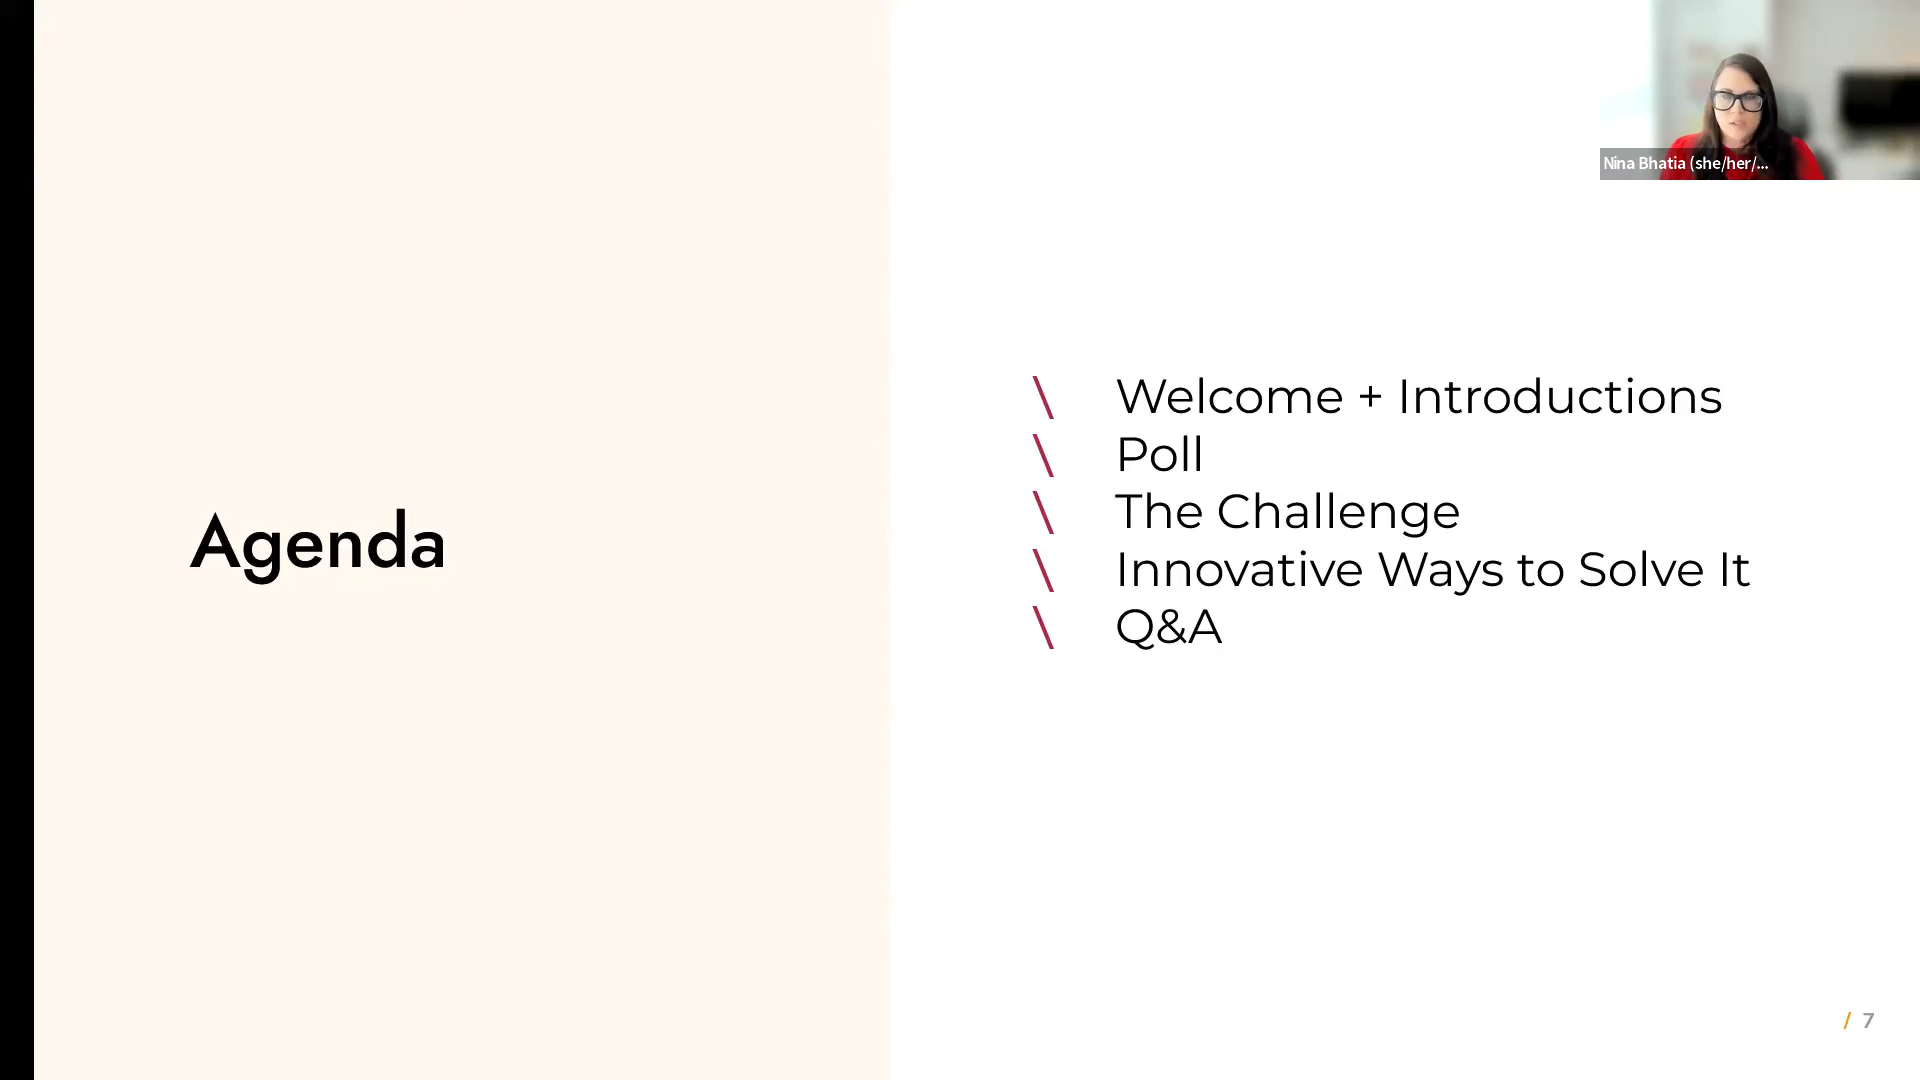 Nina Bhatia (she/her/...
Agenda
\ Welcome + Introductions
\ Poll
\ The Challenge
\ Innovative Ways to Solve It
\ Q&A
/ 7